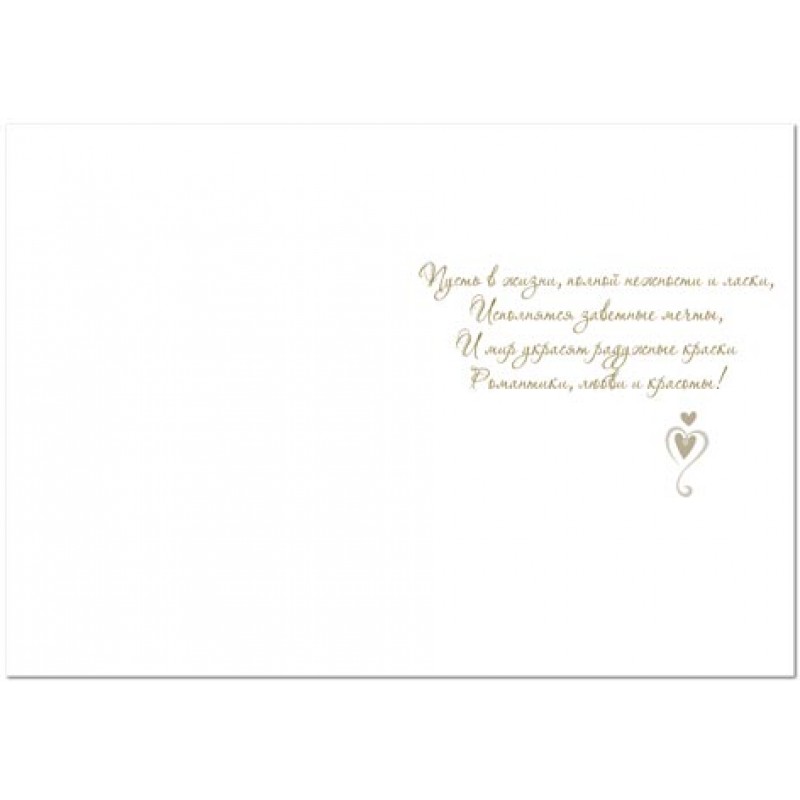 Пусть в жизни, полной нежности и ласки,
Исполнятся заветные мечты,
И мир украсят радужные краски
Романтики, любви и красоты!